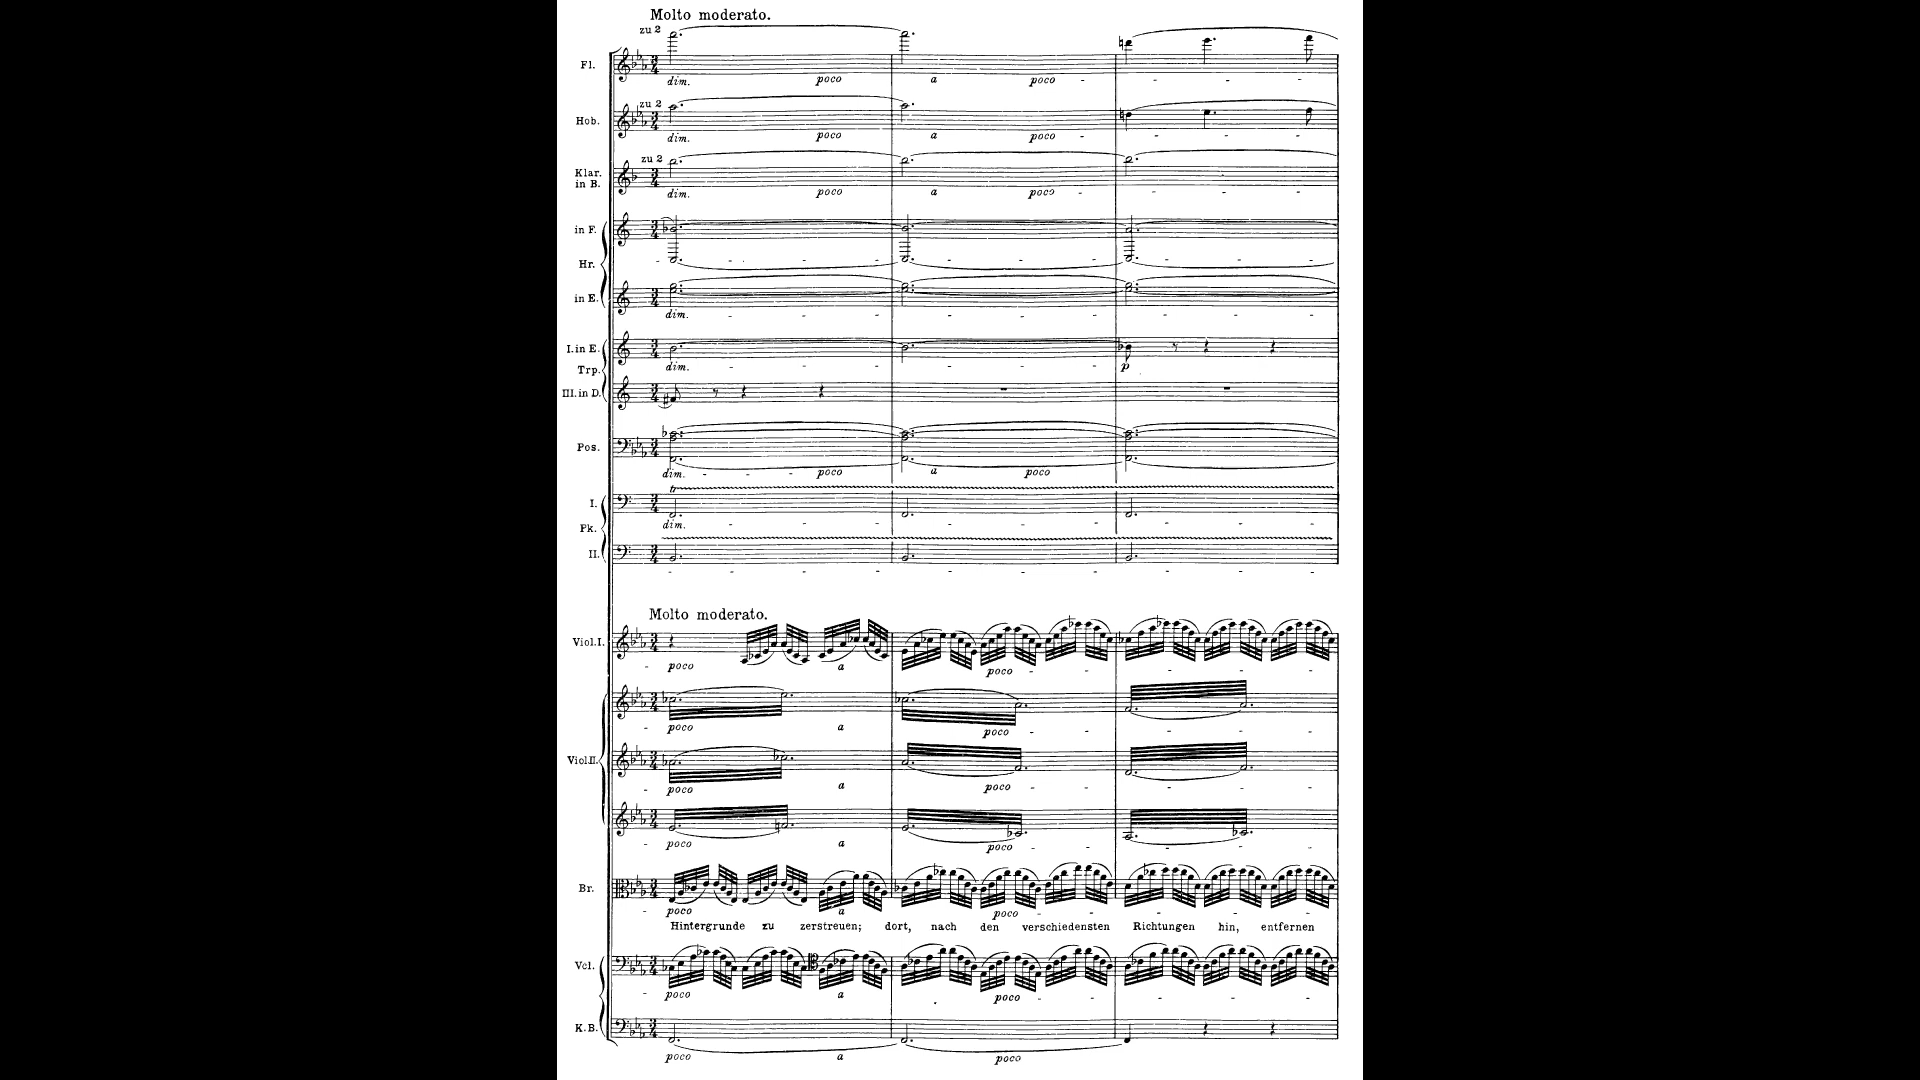 Molto moderato.
zu 2
Fl.
dim. poco a poco - - - -
zu 2
Hob.
dim. poco a poco - - - -
zu 2
Klar.
in B.
dim. poco a poco - - - -
in F.
Hr.
in E.
dim. - - - - - - - -
I. in E.
dim. - - - - - - - p
Trp.
III. in D.
Pos.
dim. - - poco a poco
tr
I.
dim. - - - - - - - -
Pk.
II.
Molto moderato.
Viol. I.
- poco a poco - -
- poco a poco - -
Viol. II.
- poco a poco - -
- poco a poco - -
Br.
- poco a poco - - - -
Hintergrunde zu zerstreuen; dort, nach den verschiedensten Richtungen hin, entfernen
Vcl.
- poco a poco - - - -
K.B.
poco a poco